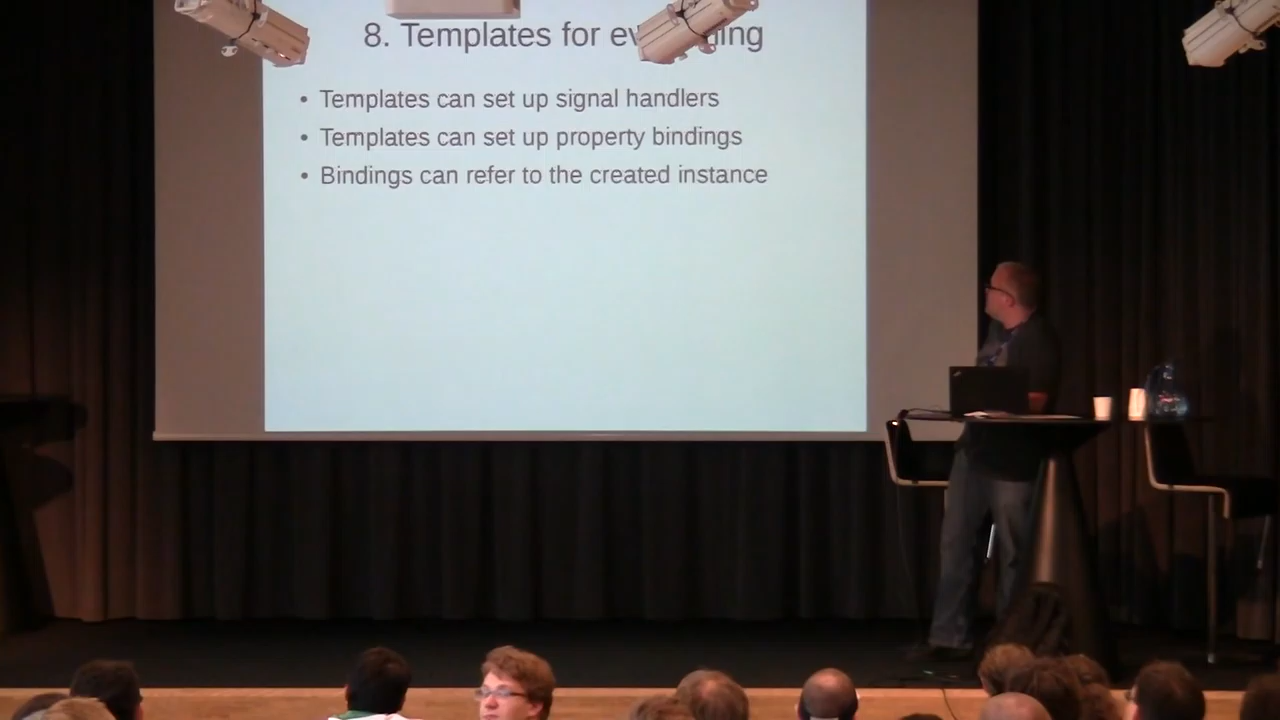 8. Templates for
• Templates can set up signal handlers
• Templates can set up property bindings
• Bindings can refer to the created instance